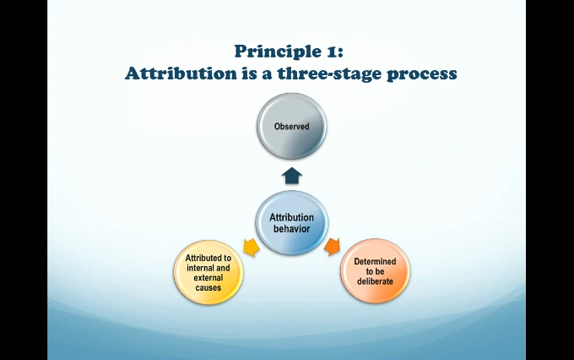 Principle 1:
Attribution is a three-stage process
Observed
Attribution
behavior
Attributed to
internal and
external
causes
Determined
to be
deliberate